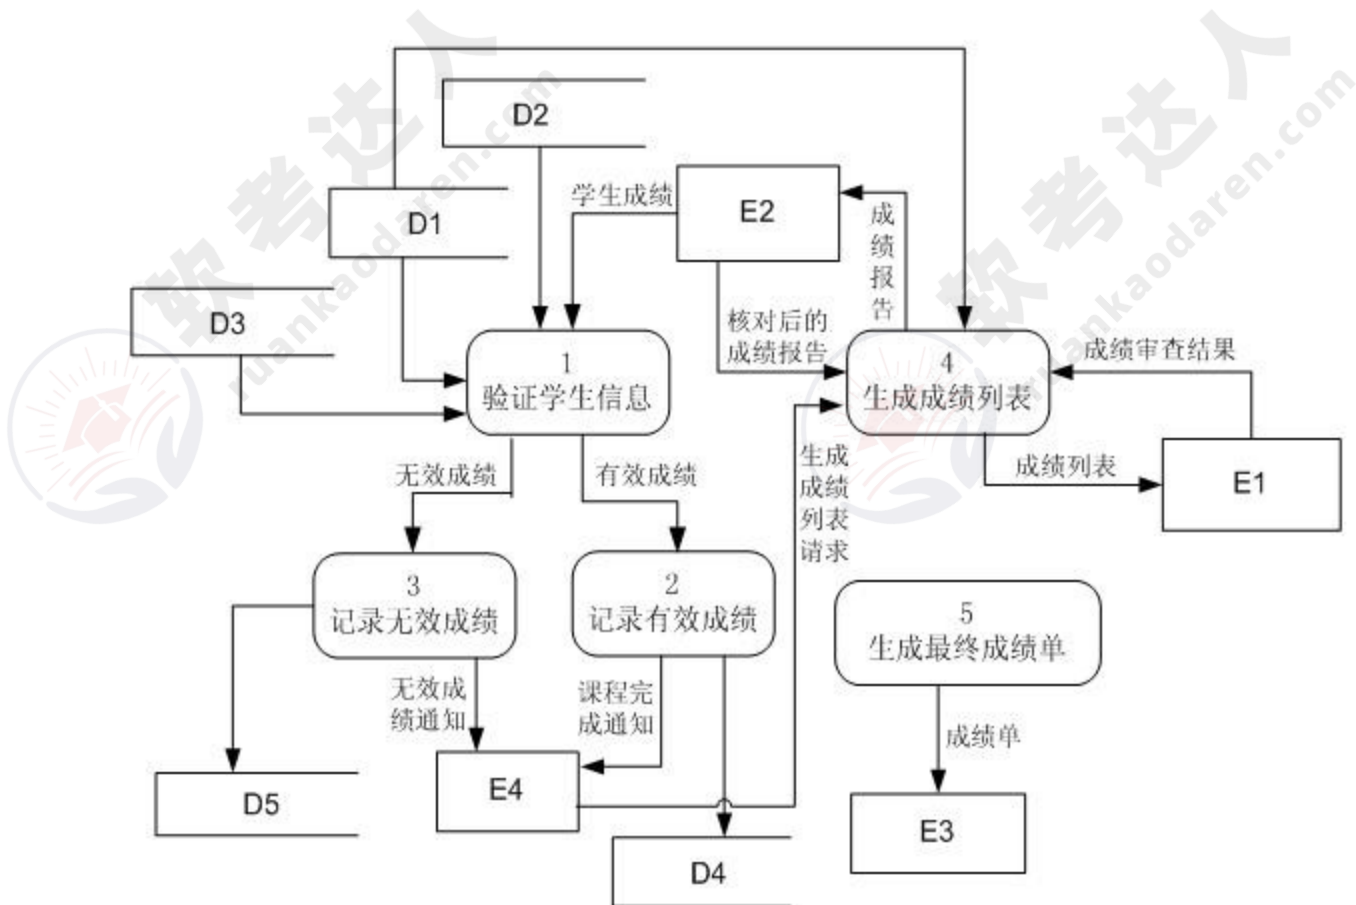 D2
D1
D3
E2
学生成绩
成
绩
报
告
核对后的
成绩报告
1
验证学生信息
4
生成成绩列表
成绩审查结果
无效成绩
有效成绩
生成
成绩
列表
请求
成绩列表
E1
3
记录无效成绩
2
记录有效成绩
5
生成最终成绩单
无效成
绩通知
课程完
成通知
成绩单
D5
E4
E3
D4
软考达人
ruankaodaren.com
软考达人
ruankaodaren.com